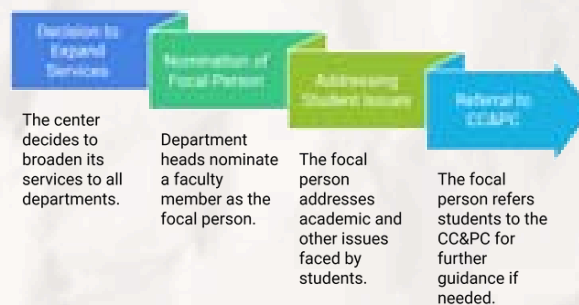 Decision to
Expand
Services
The center
decides to
broaden its
services to all
departments.
Nomination of
Focal Person
Department
heads nominate
a faculty
member as the
focal person.
Addressing
Student Issues
The focal
person
addresses
academic and
other issues
faced by
students.
Referral to
CC&PC
The focal
person refers
students to the
CC&PC for
further
guidance if
needed.